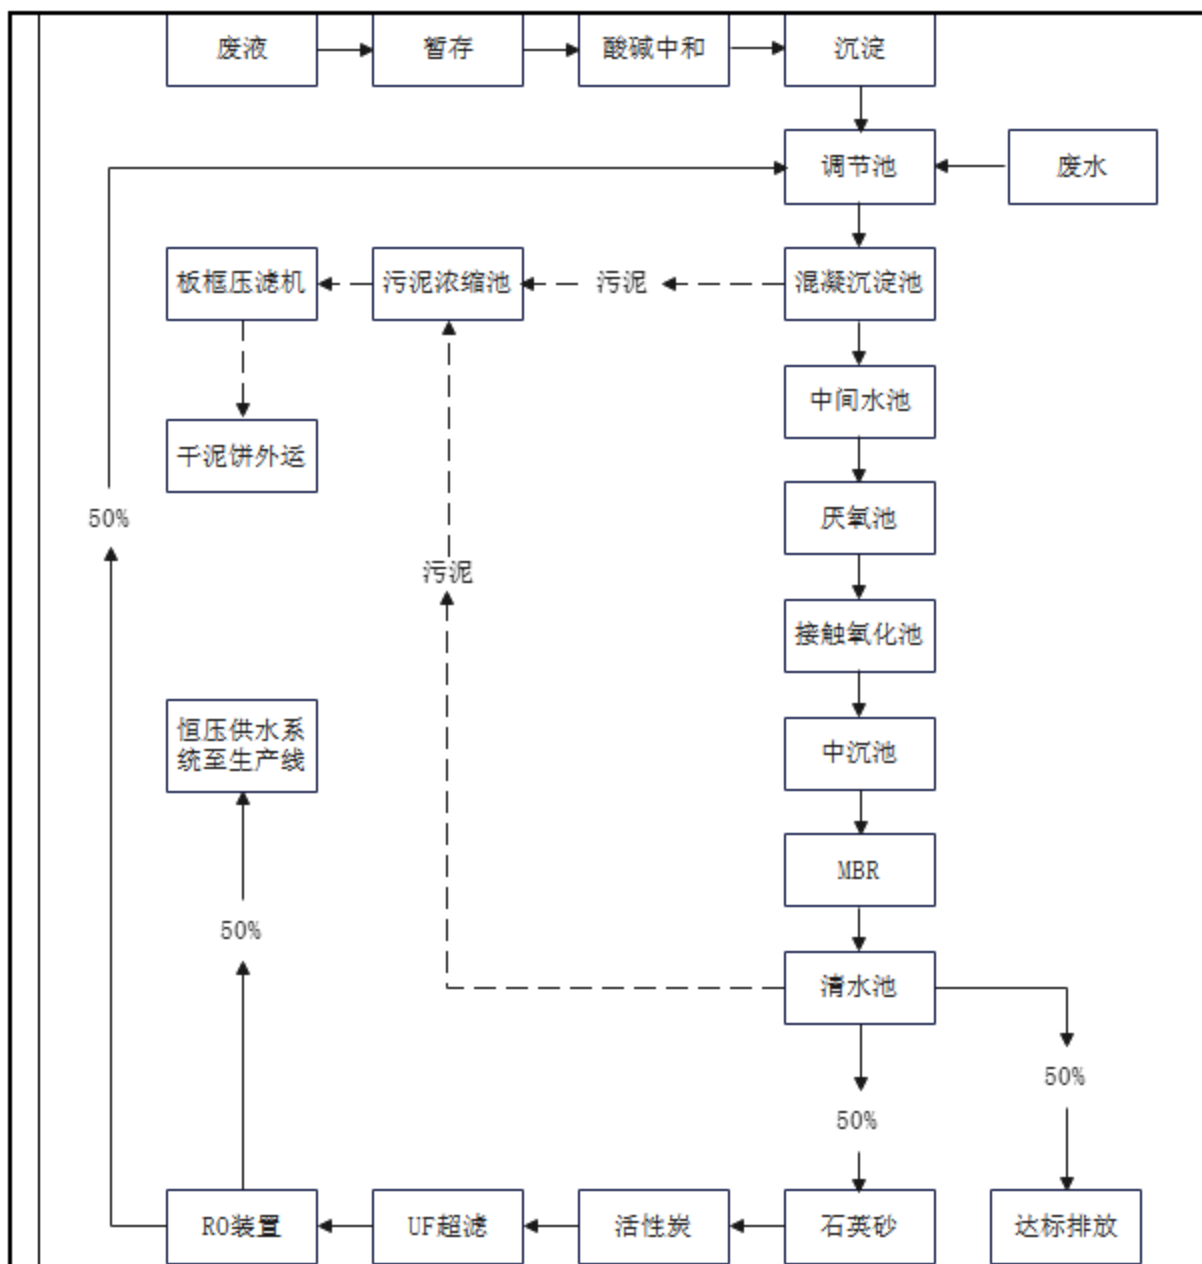 废液
暂存
酸碱中和
沉淀
调节池
废水
板框压滤机
污泥浓缩池
污泥
混凝沉淀池
中间水池
干泥饼外运
50%
厌氧池
污泥
接触氧化池
恒压供水系
统至生产线
中沉池
MBR
50%
清水池
50%
50%
RO装置
UF超滤
活性炭
石英砂
达标排放